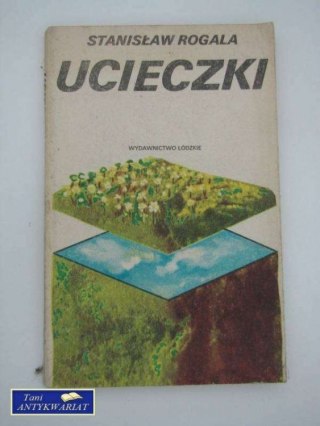 STANISŁAW ROGALA
UCIECZKI
WYDAWNICTWO ŁÓDZKIE
Tani
ANTYKWARIAT